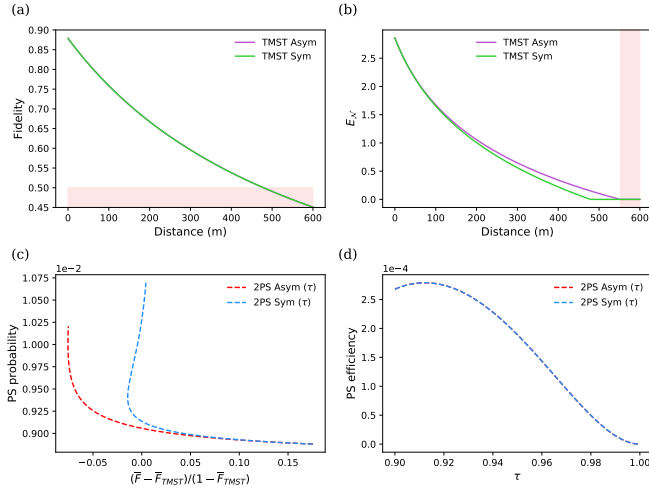 (a)
0.90
0.85
0.80
0.75
0.70
0.65
0.60
0.55
0.50
0.45
Fidelity
TMST Asym
TMST Sym
0 100 200 300 400 500 600
Distance (m)
(b)
2.5
2.0
1.5
1.0
0.5
0.0
E_𝒩
TMST Asym
TMST Sym
0 100 200 300 400 500 600
Distance (m)
(c)
1e−2
1.075
1.050
1.025
1.000
0.975
0.950
0.925
0.900
PS probability
2PS Asym (τ)
2PS Sym (τ)
−0.05 0.00 0.05 0.10 0.15
(F̅ − F̅_TMST)/(1 − F̅_TMST)
(d)
1e−4
2.5
2.0
1.5
1.0
0.5
0.0
PS efficiency
2PS Asym (τ)
2PS Sym (τ)
0.90 0.92 0.94 0.96 0.98 1.00
τ